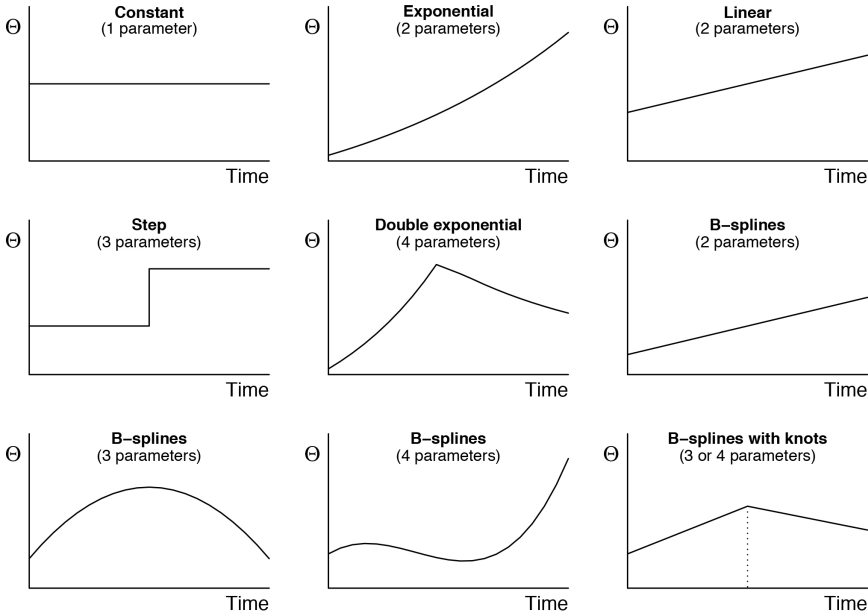 Constant
(1 parameter)
Θ
Time
Exponential
(2 parameters)
Θ
Time
Linear
(2 parameters)
Θ
Time
Step
(3 parameters)
Θ
Time
Double exponential
(4 parameters)
Θ
Time
B−splines
(2 parameters)
Θ
Time
B−splines
(3 parameters)
Θ
Time
B−splines
(4 parameters)
Θ
Time
B−splines with knots
(3 or 4 parameters)
Θ
Time